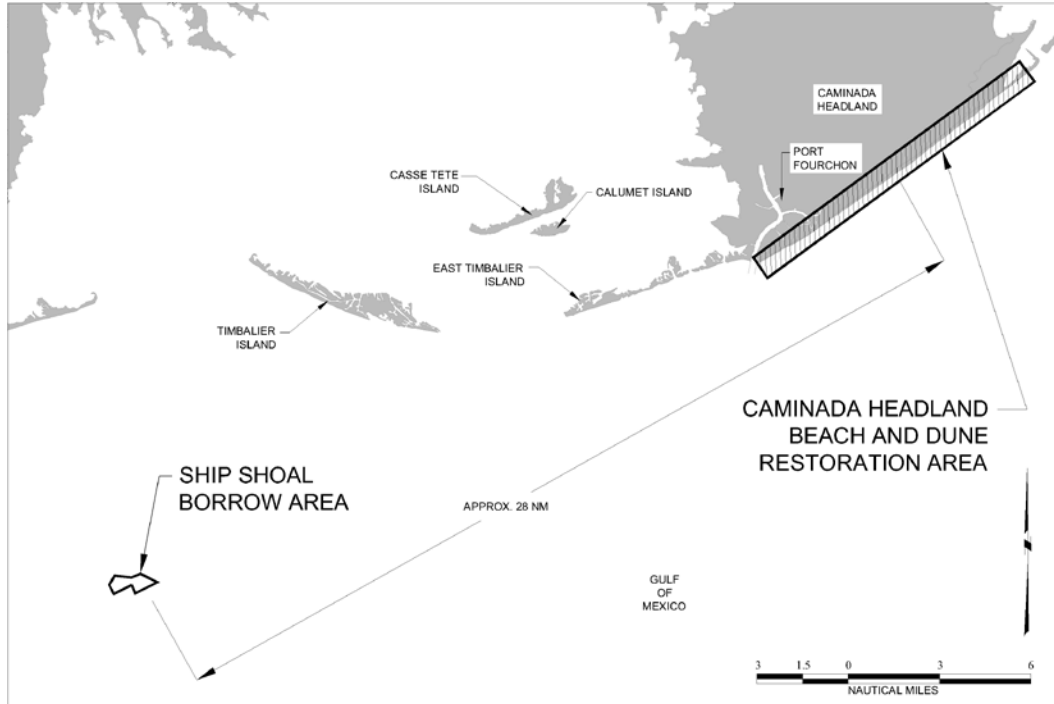 CAMINADA
HEADLAND
PORT
FOURCHON
CASSE TETE
ISLAND
CALUMET ISLAND
EAST TIMBALIER
ISLAND
TIMBALIER
ISLAND
CAMINADA HEADLAND
BEACH AND DUNE
RESTORATION AREA
SHIP SHOAL
BORROW AREA
APPROX. 28 NM
GULF
OF
MEXICO
3 1.5 0 3 6
NAUTICAL MILES